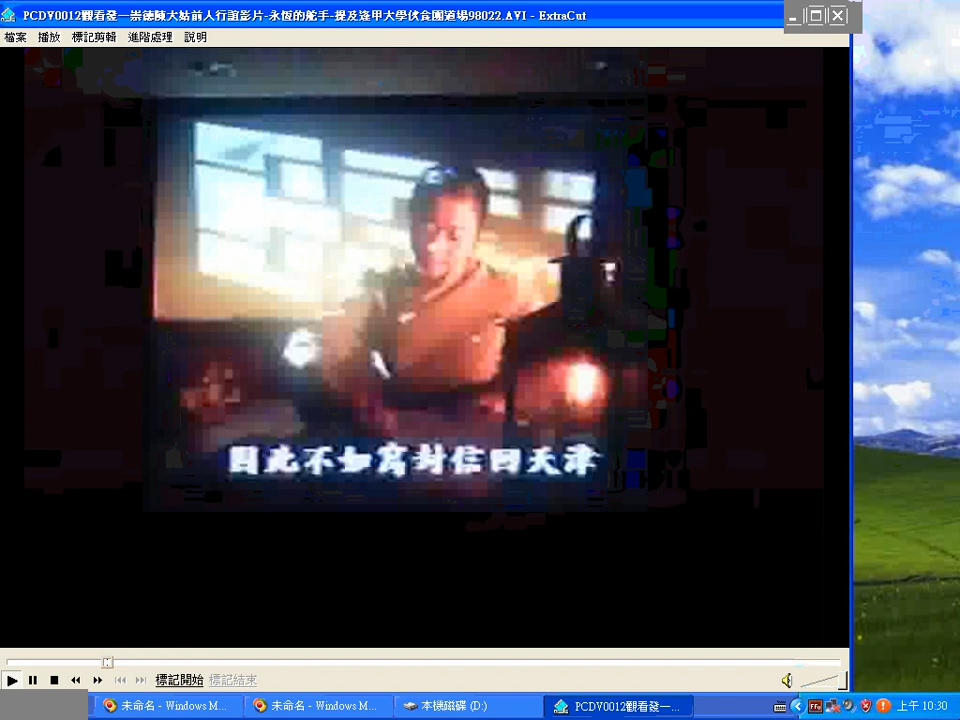 PCDV0012觀看發一崇德陳大姑前人行誼影片-永恆的舵手-提及逢甲大學伙食團道場98022.AVI - ExtraCut
檔案 播放 標記剪輯 進階處理 說明
因此不如寫封信回天津
標記開始 標記結束
未命名 - Windows M...
未命名 - Windows M...
本機磁碟 (D:)
PCDV0012觀看發一...
上午 10:30